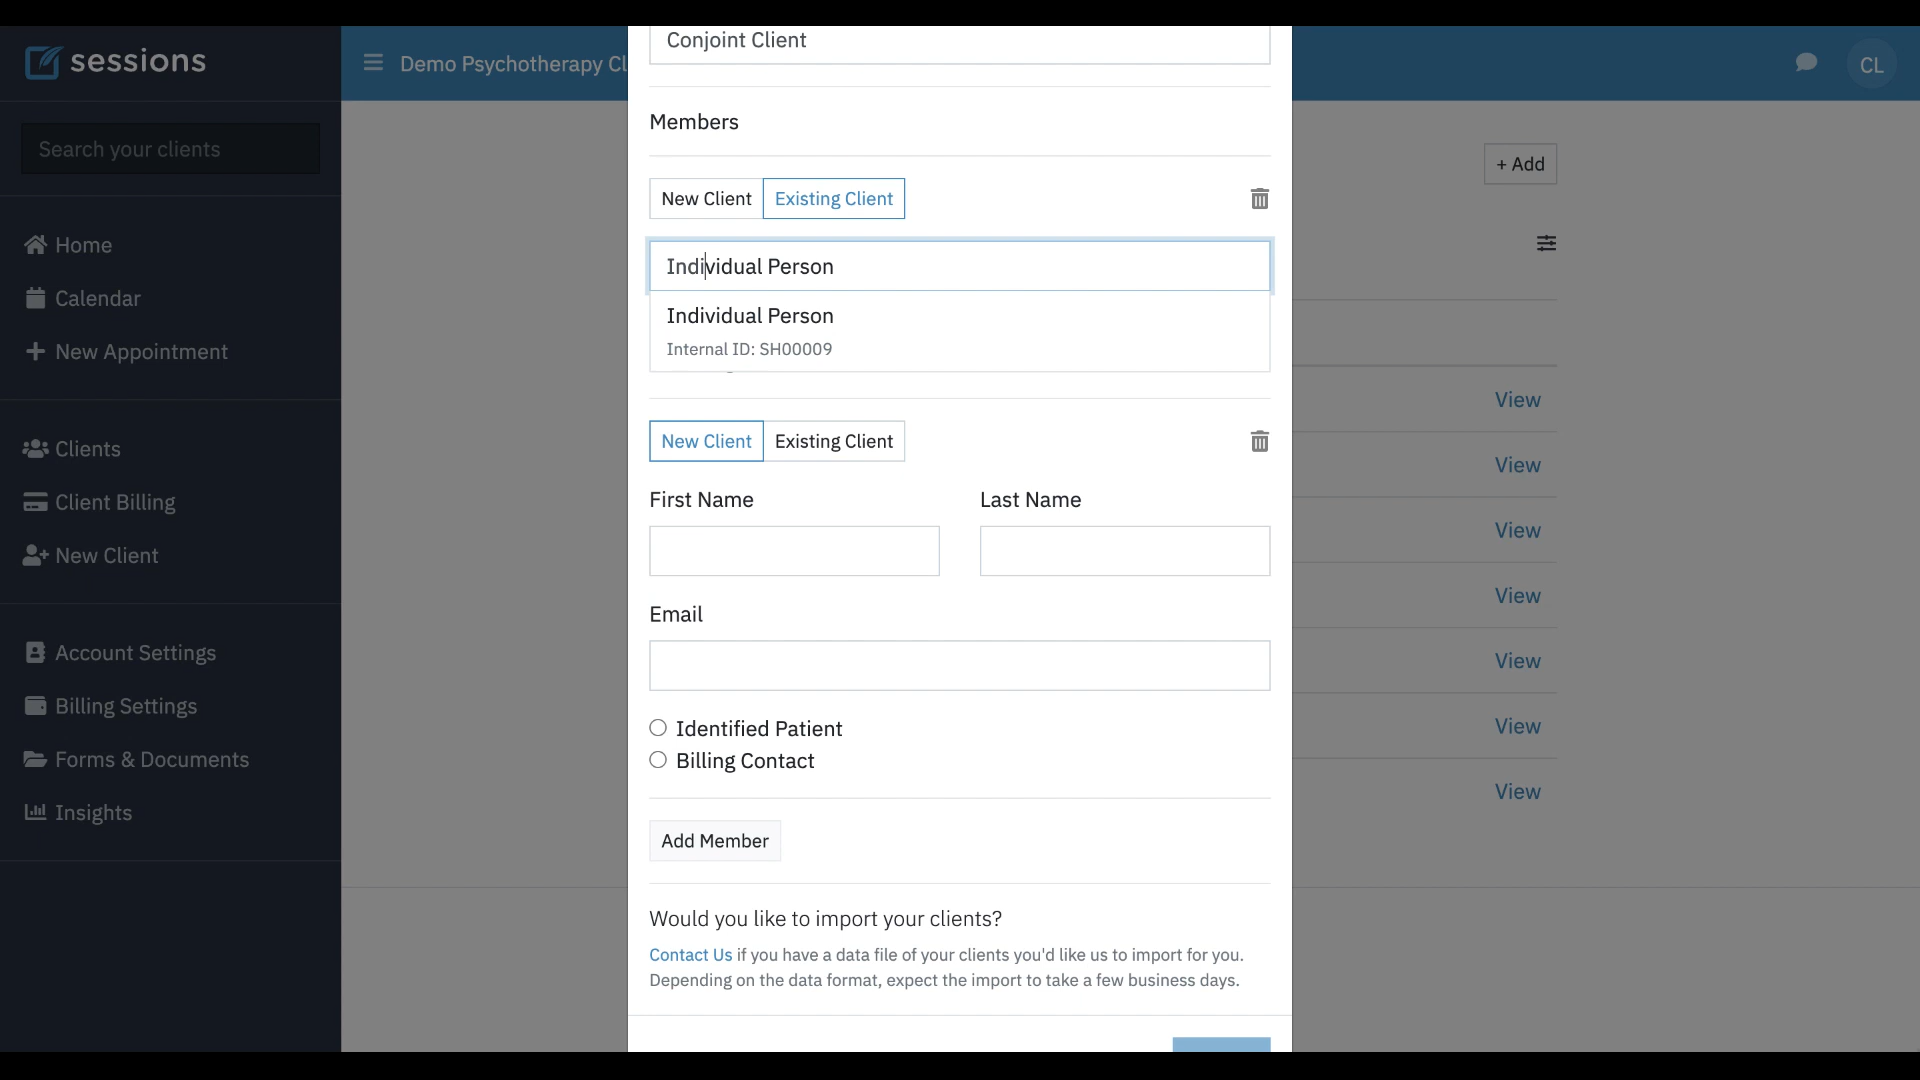 sessions
Demo Psychotherapy Cl
CL
Search your clients
Home
Calendar
New Appointment
Clients
Client Billing
New Client
Account Settings
Billing Settings
Forms & Documents
Insights
Conjoint Client
Members
New Client Existing Client
Individual Person
Individual Person
Internal ID: SH00009
New Client Existing Client
First Name Last Name
Email
Identified Patient
Billing Contact
Add Member
Would you like to import your clients?
Contact Us if you have a data file of your clients you'd like us to import for you.
Depending on the data format, expect the import to take a few business days.
+ Add
View
View
View
View
View
View
View